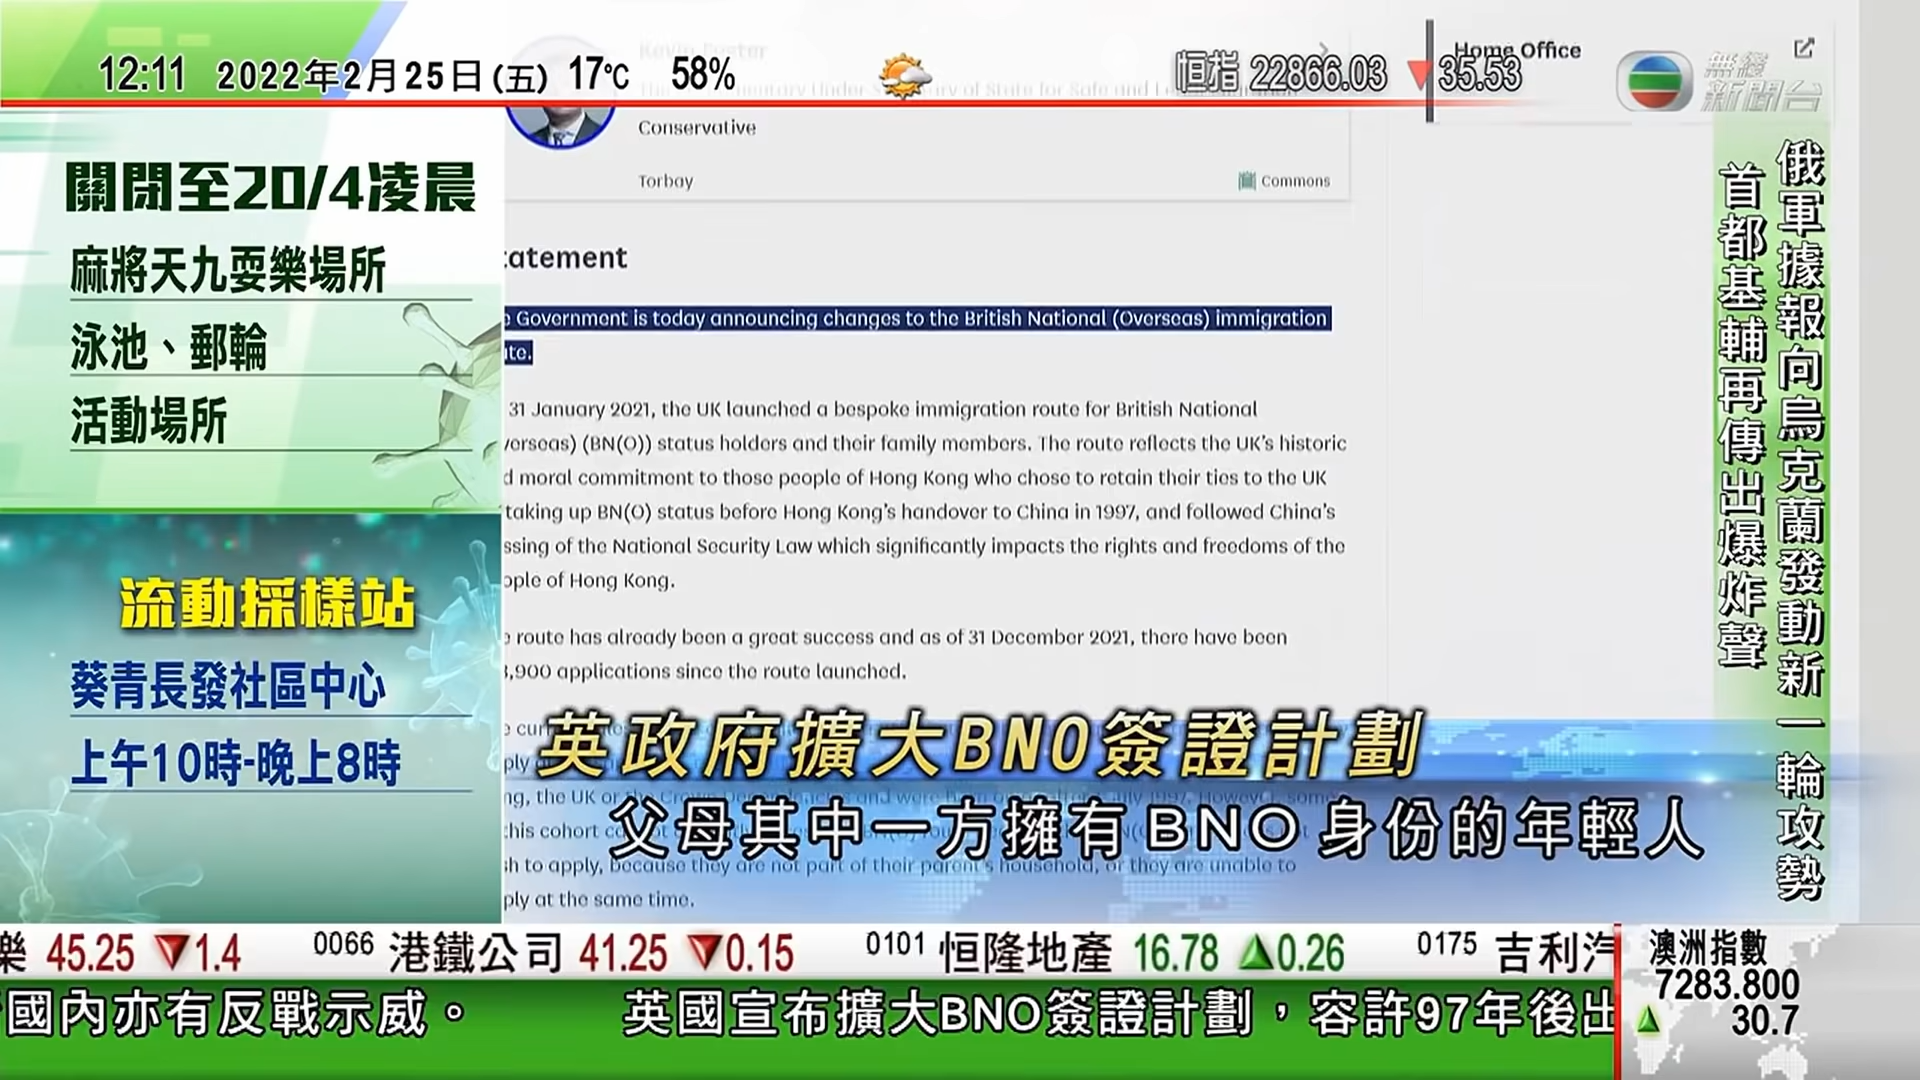 12:11 2022年2月25日(五) 17℃ 58%
恒指 22866.03 ▼35.53
無綫
新聞台
Home Office
Kevin Foster
Conservative
Torbay
Commons
關閉至20/4凌晨
麻將天九耍樂場所
泳池、郵輪
活動場所
流動採樣站
葵青長發社區中心
上午10時-晚上8時
atement
Government is today announcing changes to the British National (Overseas) immigration
te.
31 January 2021, the UK launched a bespoke immigration route for British National
verseas) (BN(O)) status holders and their family members. The route reflects the UK's historic
d moral commitment to those people of Hong Kong who chose to retain their ties to the UK
taking up BN(O) status before Hong Kong's handover to China in 1997, and followed China's
ssing of the National Security Law which significantly impacts the rights and freedoms of the
ople of Hong Kong.
e route has already been a great success and as of 31 December 2021, there have been
,900 applications since the route launched.
ng, the UK or the Crown
this cohort
sh to apply, because they are not part of their parent's household, or they are unable to
ply at the same time.
英政府擴大BNO簽證計劃
父母其中一方擁有BNO身份的年輕人
俄軍據報向烏克蘭發動新一輪攻勢
首都基輔再傳出爆炸聲
樂 45.25 ▼1.4 0066 港鐵公司 41.25 ▼0.15 0101 恒隆地產 16.78 ▲0.26 0175 吉利汽
國內亦有反戰示威。 英國宣布擴大BNO簽證計劃，容許97年後出
澳洲指數
7283.800
▲ 30.7